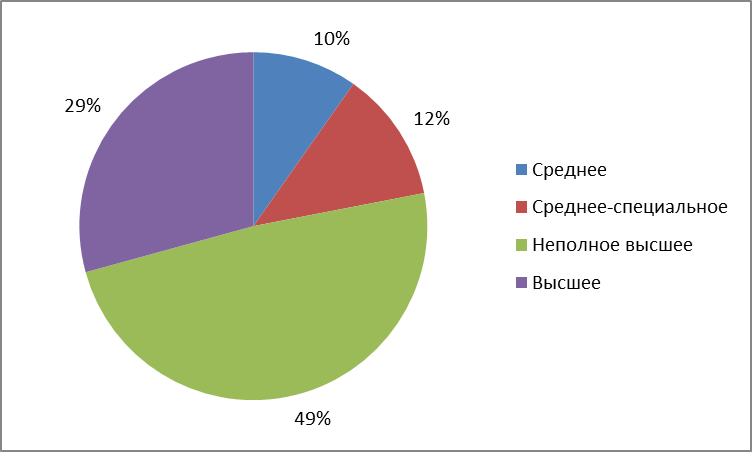 10%
12%
49%
29%
Среднее
Среднее-специальное
Неполное высшее
Высшее